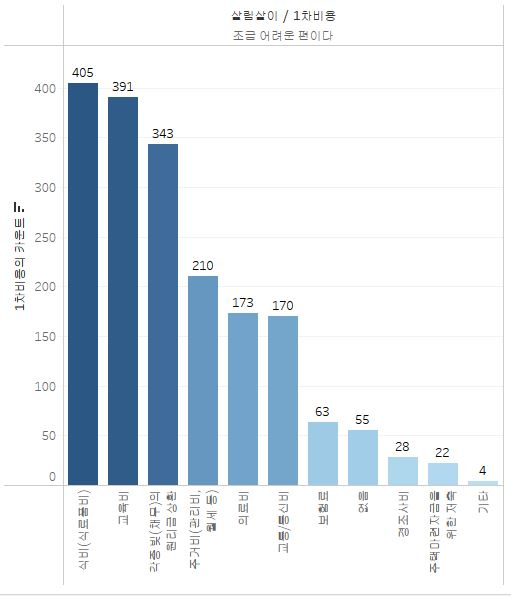 살림살이 / 1차비용
조금 어려운 편이다
1차비용의 카운트
400
350
300
250
200
150
100
50
0
405
391
343
210
173
170
63
55
28
22
4
식비(식료품비)
교육비
각종빚(채무)의
원리금상환
주거비(관리비,
월세 등)
의료비
교통/통신비
보험료
없음
경조사비
주택마련자금을
위한 저축
기타